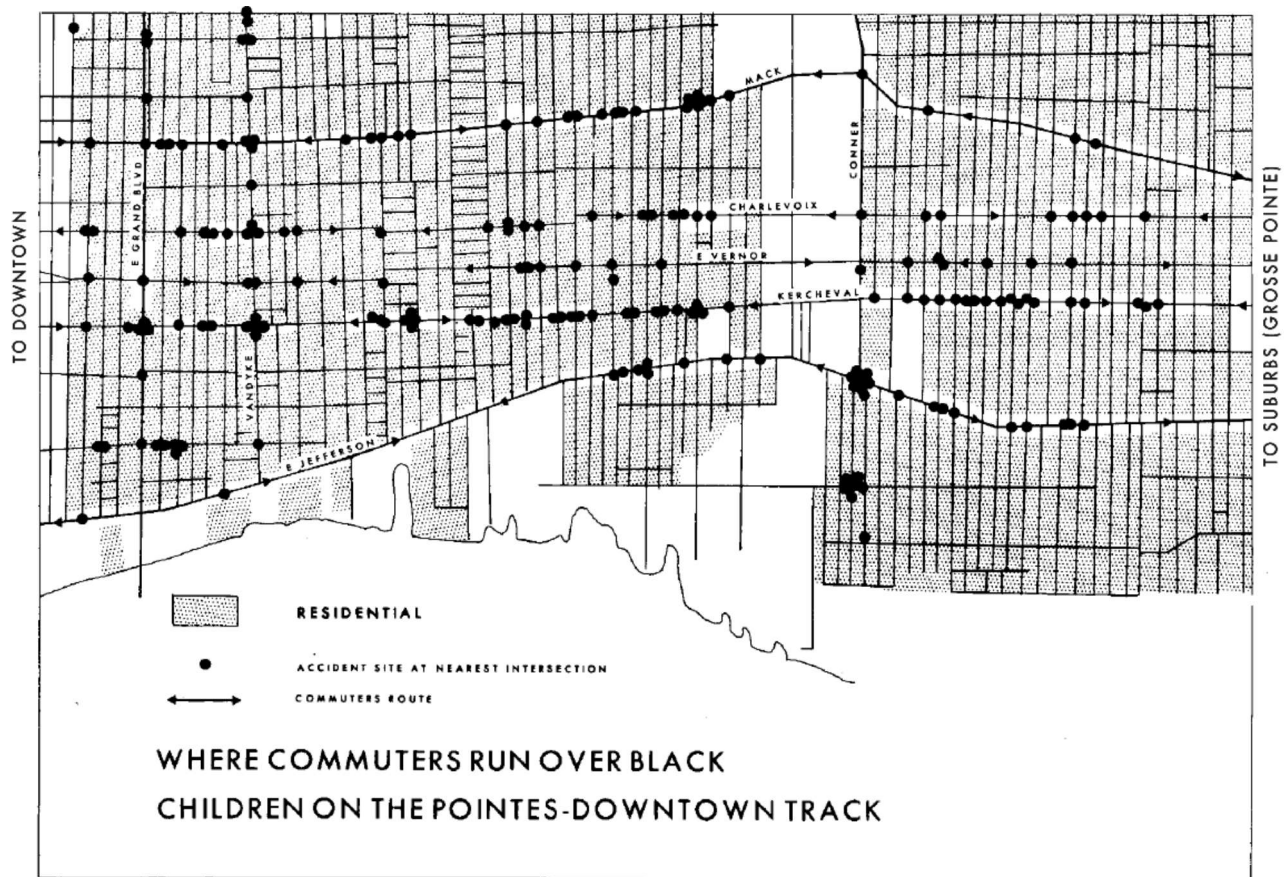 MACK
CONNER
TO DOWNTOWN
E GRAND BLVD
CHARLEVOIX
E VERNOR
KERCHEVAL
VANDYKE
E JEFFERSON
TO SUBURBS (GROSSE POINTE)
RESIDENTIAL
ACCIDENT SITE AT NEAREST INTERSECTION
COMMUTERS ROUTE
WHERE COMMUTERS RUN OVER BLACK
CHILDREN ON THE POINTES-DOWNTOWN TRACK